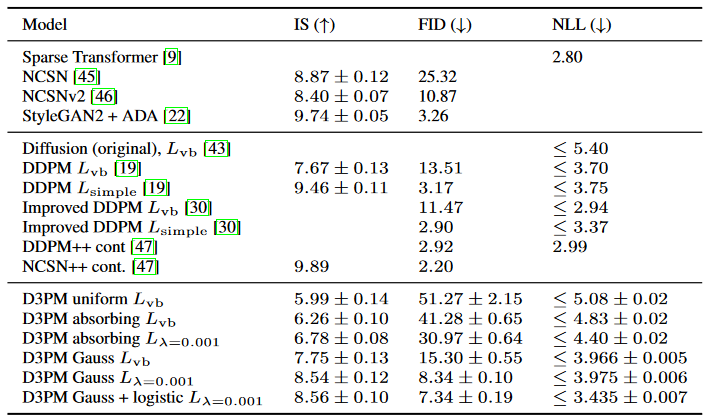 Model IS (↑) FID (↓) NLL (↓)
Sparse Transformer [9] 2.80
NCSN [45] 8.87 ± 0.12 25.32
NCSNv2 [46] 8.40 ± 0.07 10.87
StyleGAN2 + ADA [22] 9.74 ± 0.05 3.26
Diffusion (original), L_vb [43] ≤ 5.40
DDPM L_vb [19] 7.67 ± 0.13 13.51 ≤ 3.70
DDPM L_simple [19] 9.46 ± 0.11 3.17 ≤ 3.75
Improved DDPM L_vb [30] 11.47 ≤ 2.94
Improved DDPM L_simple [30] 2.90 ≤ 3.37
DDPM++ cont [47] 2.92 2.99
NCSN++ cont. [47] 9.89 2.20
D3PM uniform L_vb 5.99 ± 0.14 51.27 ± 2.15 ≤ 5.08 ± 0.02
D3PM absorbing L_vb 6.26 ± 0.10 41.28 ± 0.65 ≤ 4.83 ± 0.02
D3PM absorbing L_λ=0.001 6.78 ± 0.08 30.97 ± 0.64 ≤ 4.40 ± 0.02
D3PM Gauss L_vb 7.75 ± 0.13 15.30 ± 0.55 ≤ 3.966 ± 0.005
D3PM Gauss L_λ=0.001 8.54 ± 0.12 8.34 ± 0.10 ≤ 3.975 ± 0.006
D3PM Gauss + logistic L_λ=0.001 8.56 ± 0.10 7.34 ± 0.19 ≤ 3.435 ± 0.007